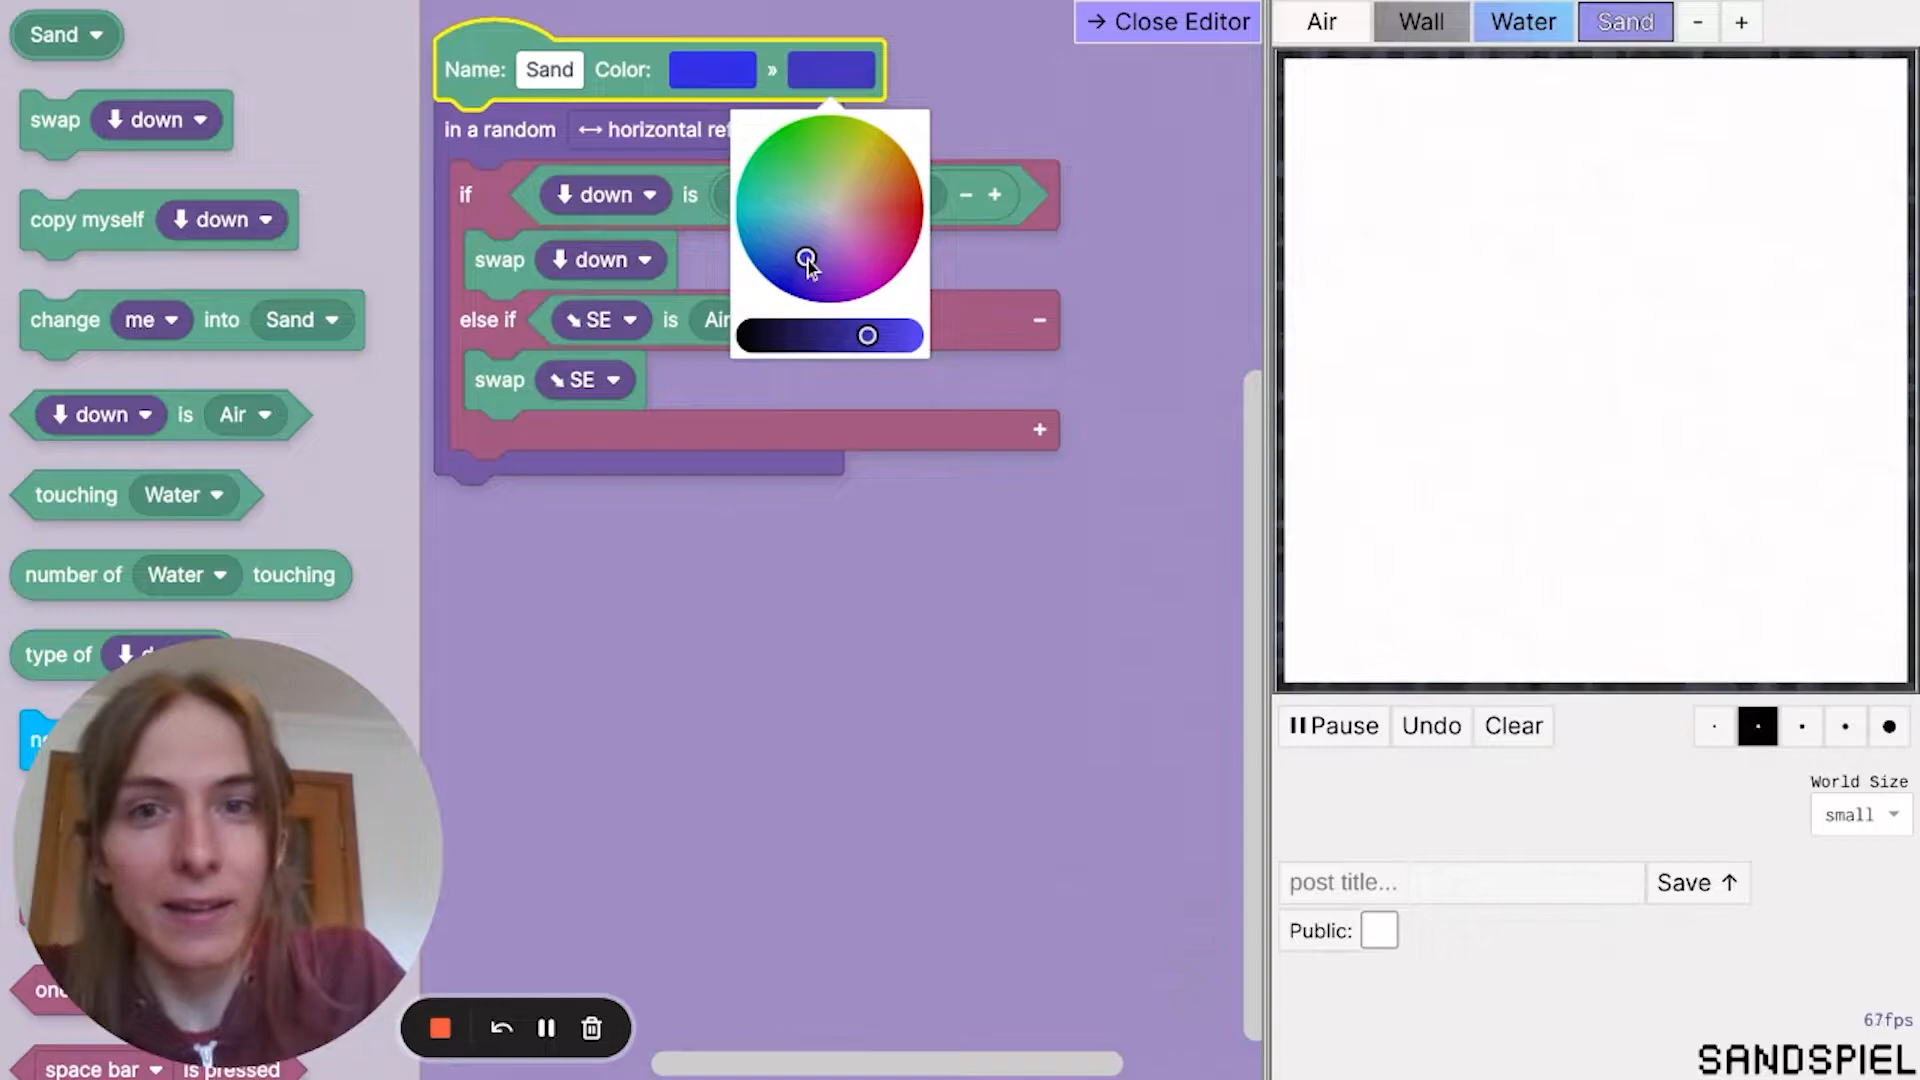 Sand
swap down
copy myself down
change me into Sand
down is Air
touching Water
number of Water touching
type of
space bar is pressed
Name: Sand Color: »
in a random horizontal
if down is - +
swap down
else if SE is -
swap SE
+
→ Close Editor
Air Wall Water Sand - +
Pause Undo Clear
World Size
small
post title...
Save ↑
Public:
67fps
SANDSPIEL